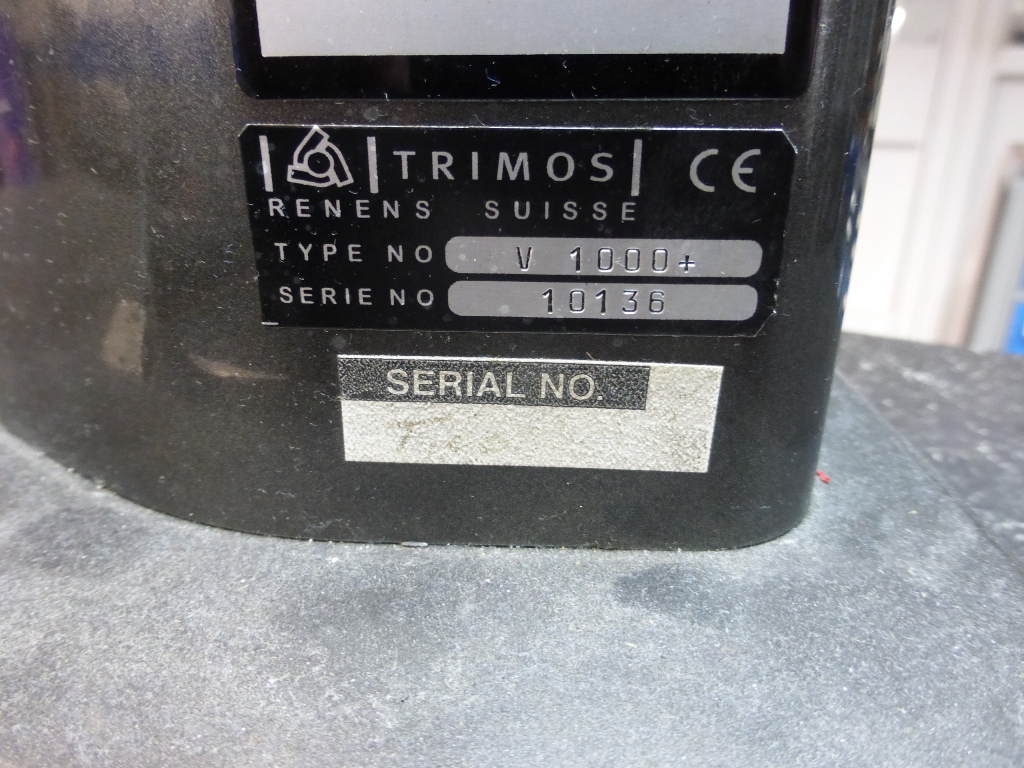 TRIMOS CE
RENENS SUISSE
TYPE NO V 1000+
SERIE NO 10136
SERIAL NO.